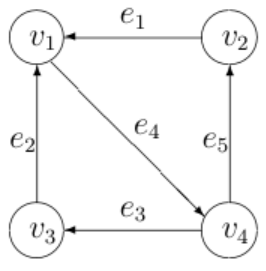 e₁
v₁ v₂
e₄
e₂ e₅
e₃
v₃ v₄